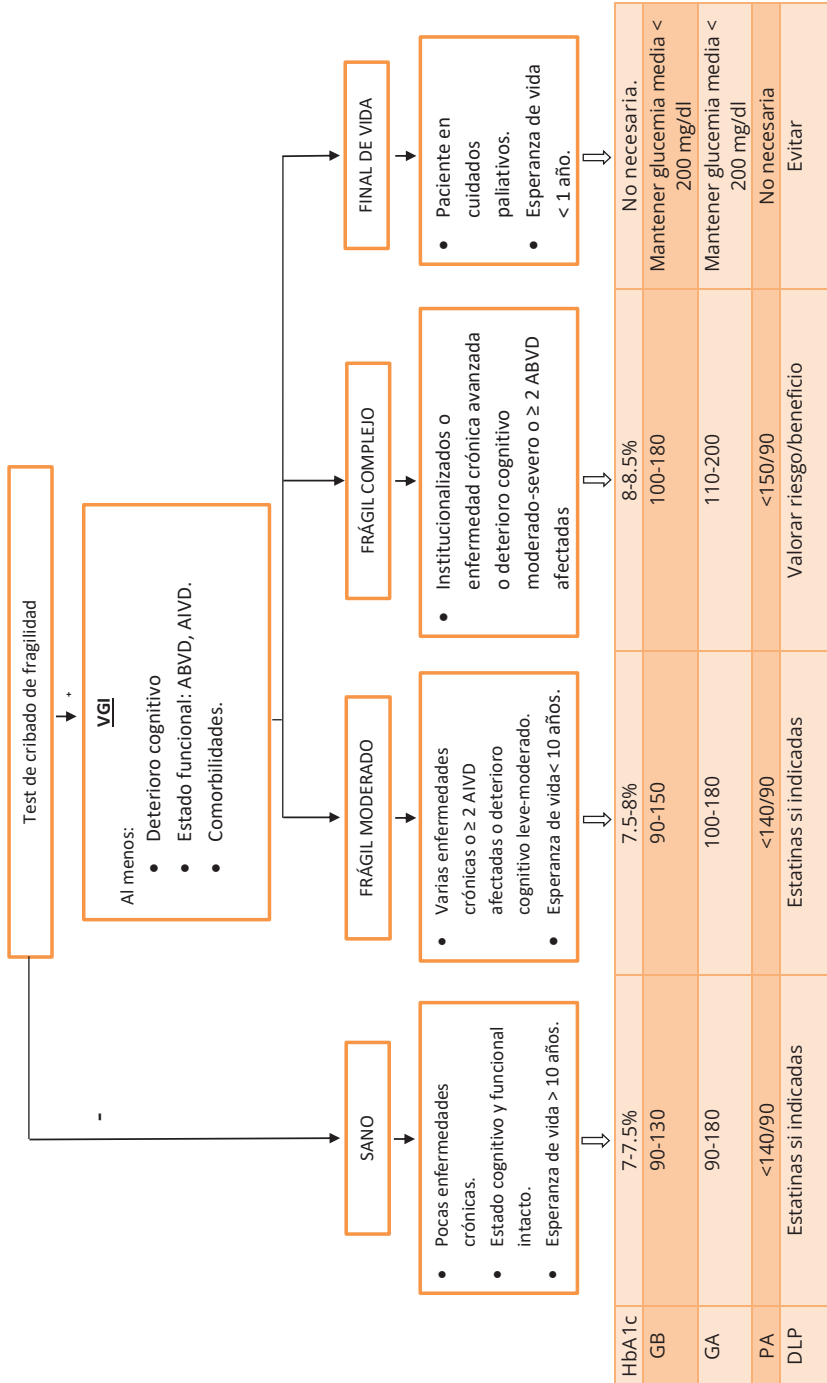 Test de cribado de fragilidad
-
+
VGI
Al menos:
• Deterioro cognitivo
• Estado funcional: ABVD, AIVD.
• Comorbilidades.
SANO
FRÁGIL MODERADO
FRÁGIL COMPLEJO
FINAL DE VIDA
• Pocas enfermedades
crónicas.
• Estado cognitivo y funcional
intacto.
• Esperanza de vida > 10 años.
• Varias enfermedades
crónicas o ≥ 2 AIVD
afectadas o deterioro
cognitivo leve-moderado.
• Esperanza de vida< 10 años.
• Institucionalizados o
enfermedad crónica avanzada
o deterioro cognitivo
moderado-severo o ≥ 2 ABVD
afectadas
• Paciente en
cuidados
paliativos.
• Esperanza de vida
< 1 año.
HbA1c 7-7.5% 7.5-8% 8-8.5% No necesaria.
GB 90-130 90-150 100-180 Mantener glucemia media <
200 mg/dl
GA 90-180 100-180 110-200 Mantener glucemia media <
200 mg/dl
PA <140/90 <140/90 <150/90 No necesaria
DLP Estatinas si indicadas Estatinas si indicadas Valorar riesgo/beneficio Evitar